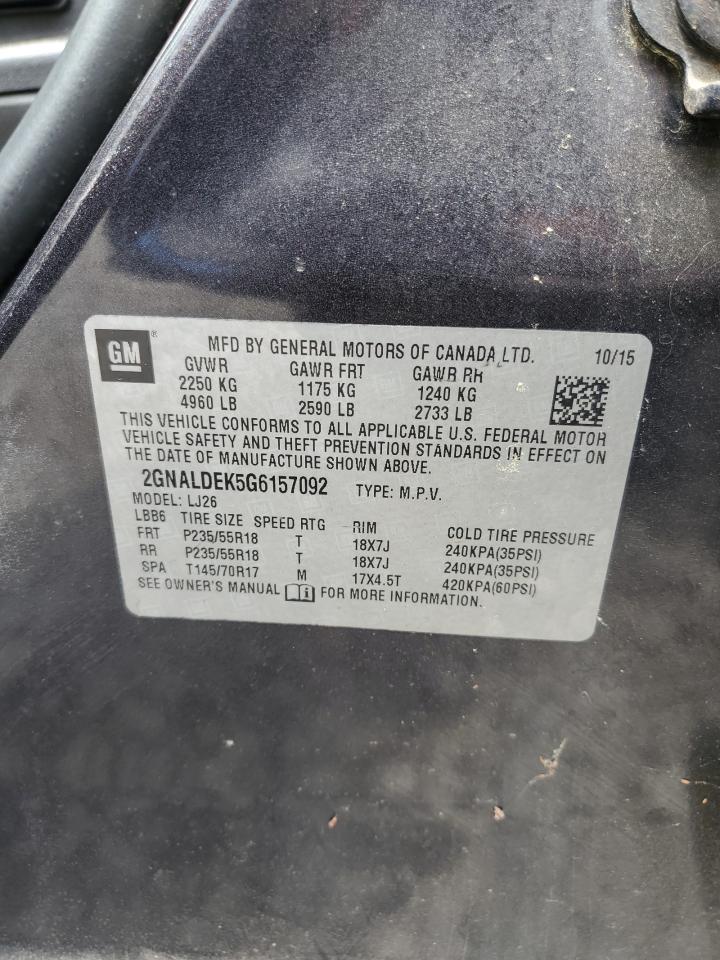 GM ® MFD BY GENERAL MOTORS OF CANADA LTD. 10/15
GVWR GAWR FRT GAWR RR
2250 KG 1175 KG 1240 KG
4960 LB 2590 LB 2733 LB
THIS VEHICLE CONFORMS TO ALL APPLICABLE U.S. FEDERAL MOTOR
VEHICLE SAFETY AND THEFT PREVENTION STANDARDS IN EFFECT ON
THE DATE OF MANUFACTURE SHOWN ABOVE.
2GNALDEK5G6157092 TYPE: M.P.V.
MODEL: LJ26
LBB6 TIRE SIZE SPEED RTG RIM COLD TIRE PRESSURE
FRT P235/55R18 T 18X7J 240KPA(35PSI)
RR P235/55R18 T 18X7J 240KPA(35PSI)
SPA T145/70R17 M 17X4.5T 420KPA(60PSI)
SEE OWNER'S MANUAL FOR MORE INFORMATION.